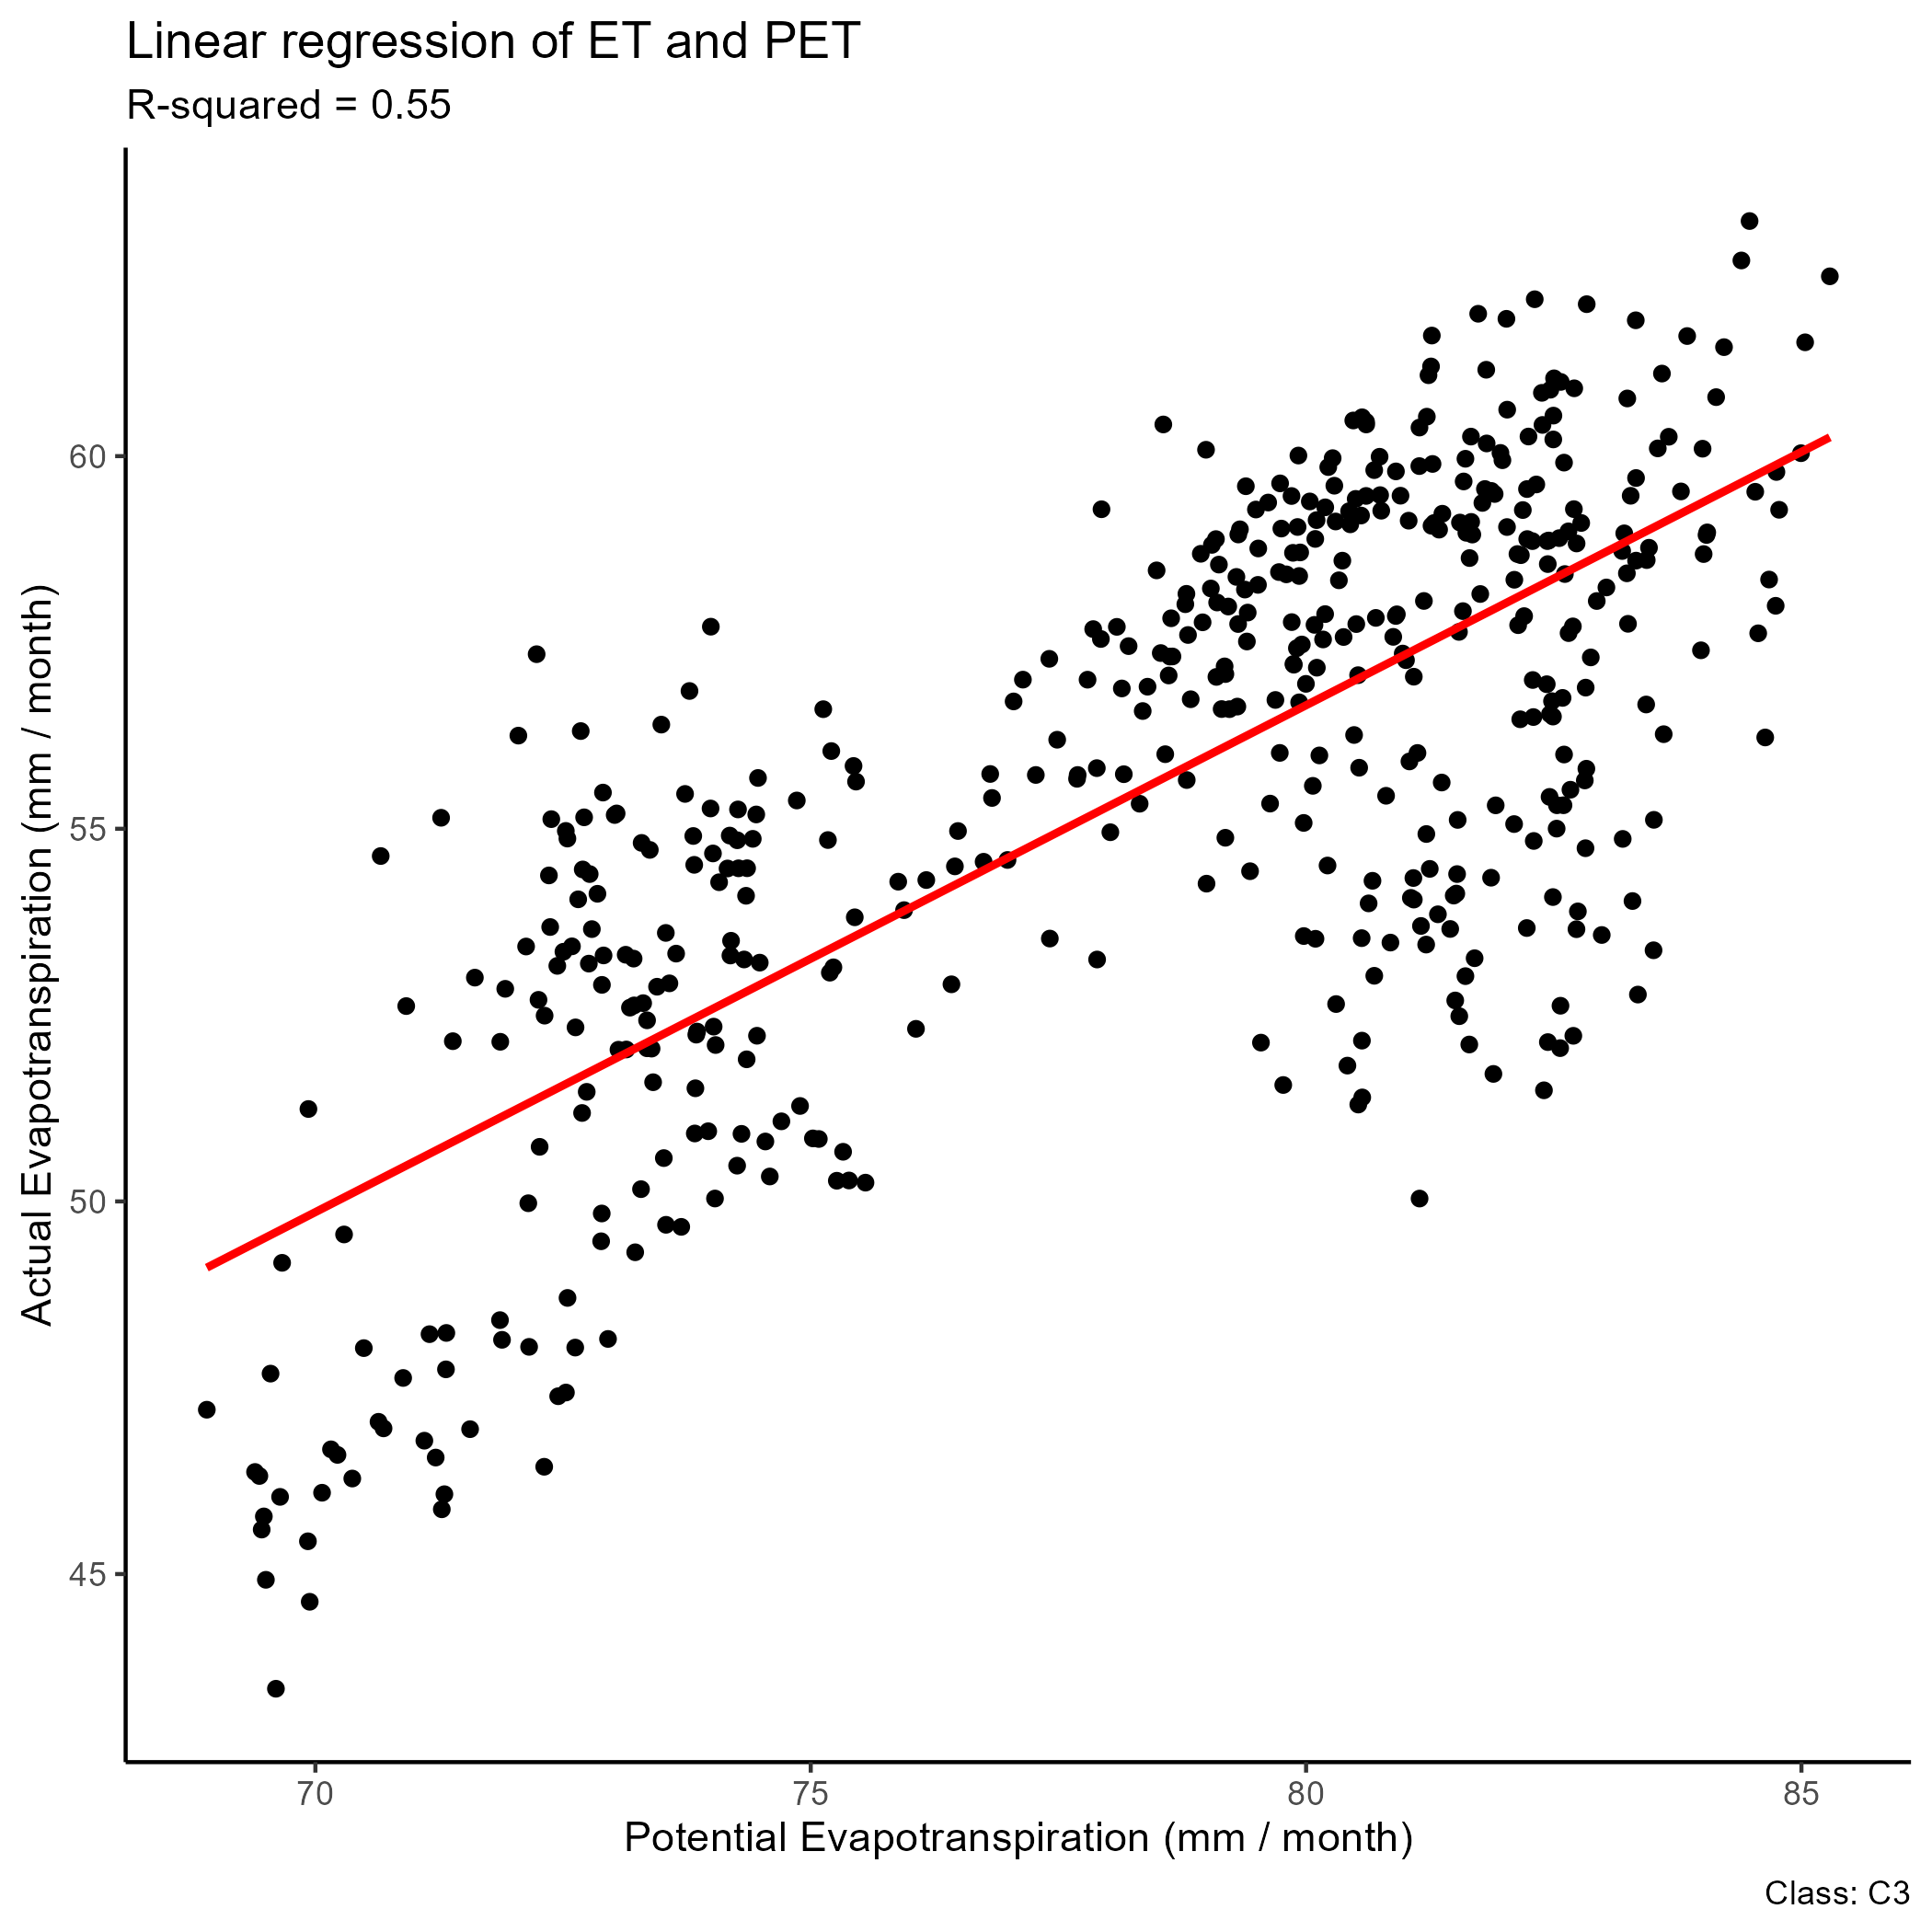 Linear regression of ET and PET
R-squared = 0.55
Actual Evapotranspiration (mm / month)
60
55
50
45
70 75 80 85
Potential Evapotranspiration (mm / month)
Class: C3